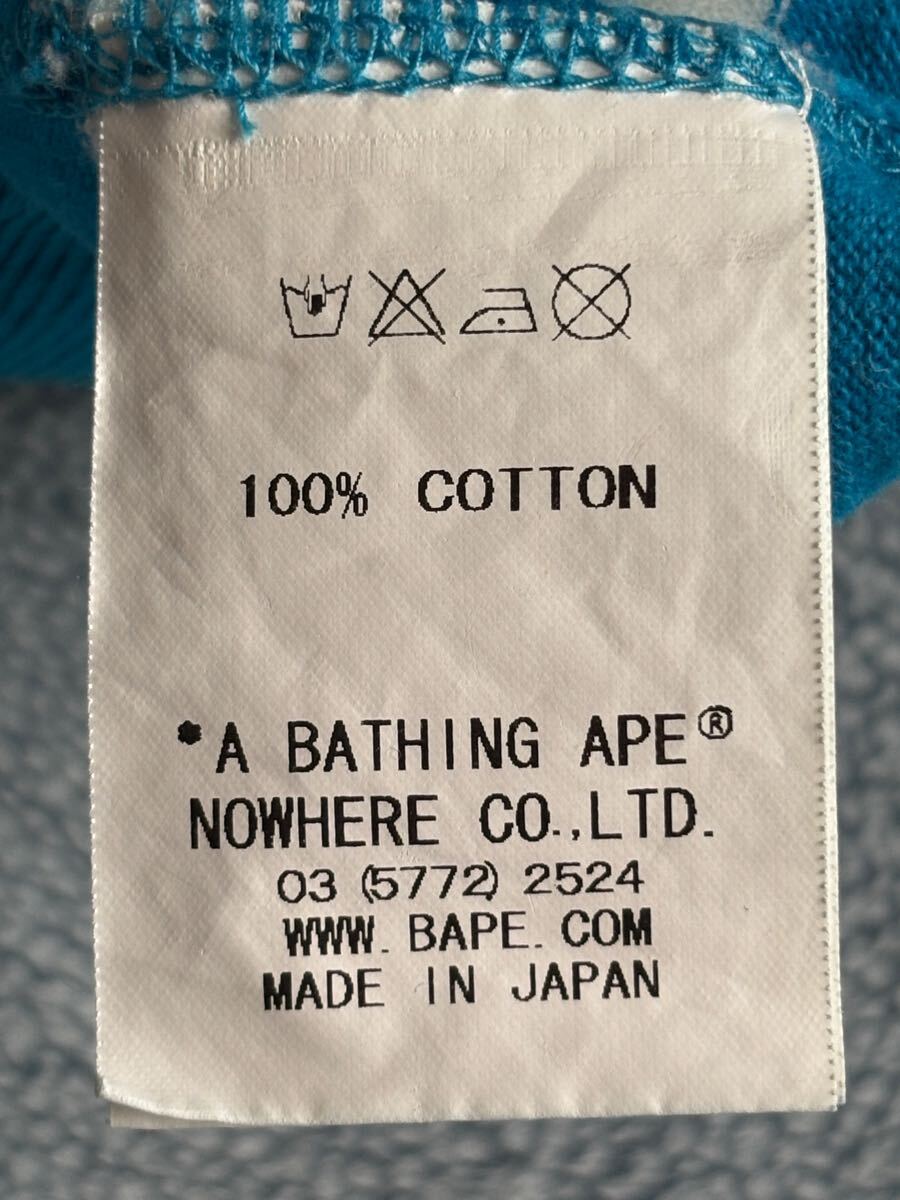 100% COTTON
*A BATHING APE®
NOWHERE CO.,LTD.
03 (5772) 2524
WWW.BAPE.COM
MADE IN JAPAN